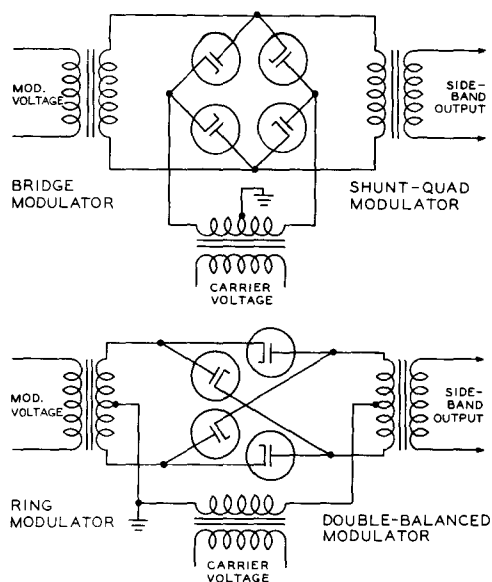 MOD.
VOLTAGE
SIDE-
BAND
OUTPUT
BRIDGE
MODULATOR
SHUNT-QUAD
MODULATOR
CARRIER
VOLTAGE
MOD.
VOLTAGE
SIDE-
BAND
OUTPUT
RING
MODULATOR
DOUBLE-BALANCED
MODULATOR
CARRIER
VOLTAGE